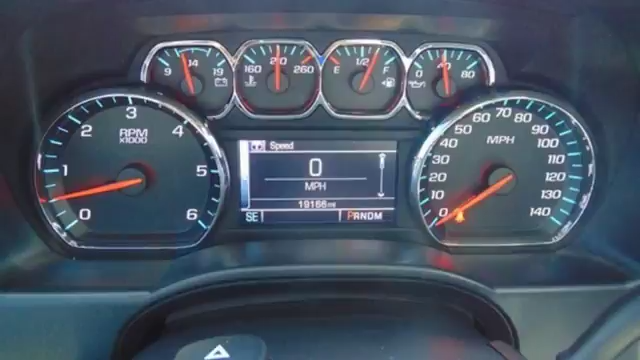 9 14 19
160 210 260
E 1/2 F
0 40 80
RPM
x1000
0 1 2 3 4 5 6
Speed
0
MPH
19166 mi
SE PRNDM
MPH
0 10 20 30 40 50 60 70 80 90 100 110 120 130 140